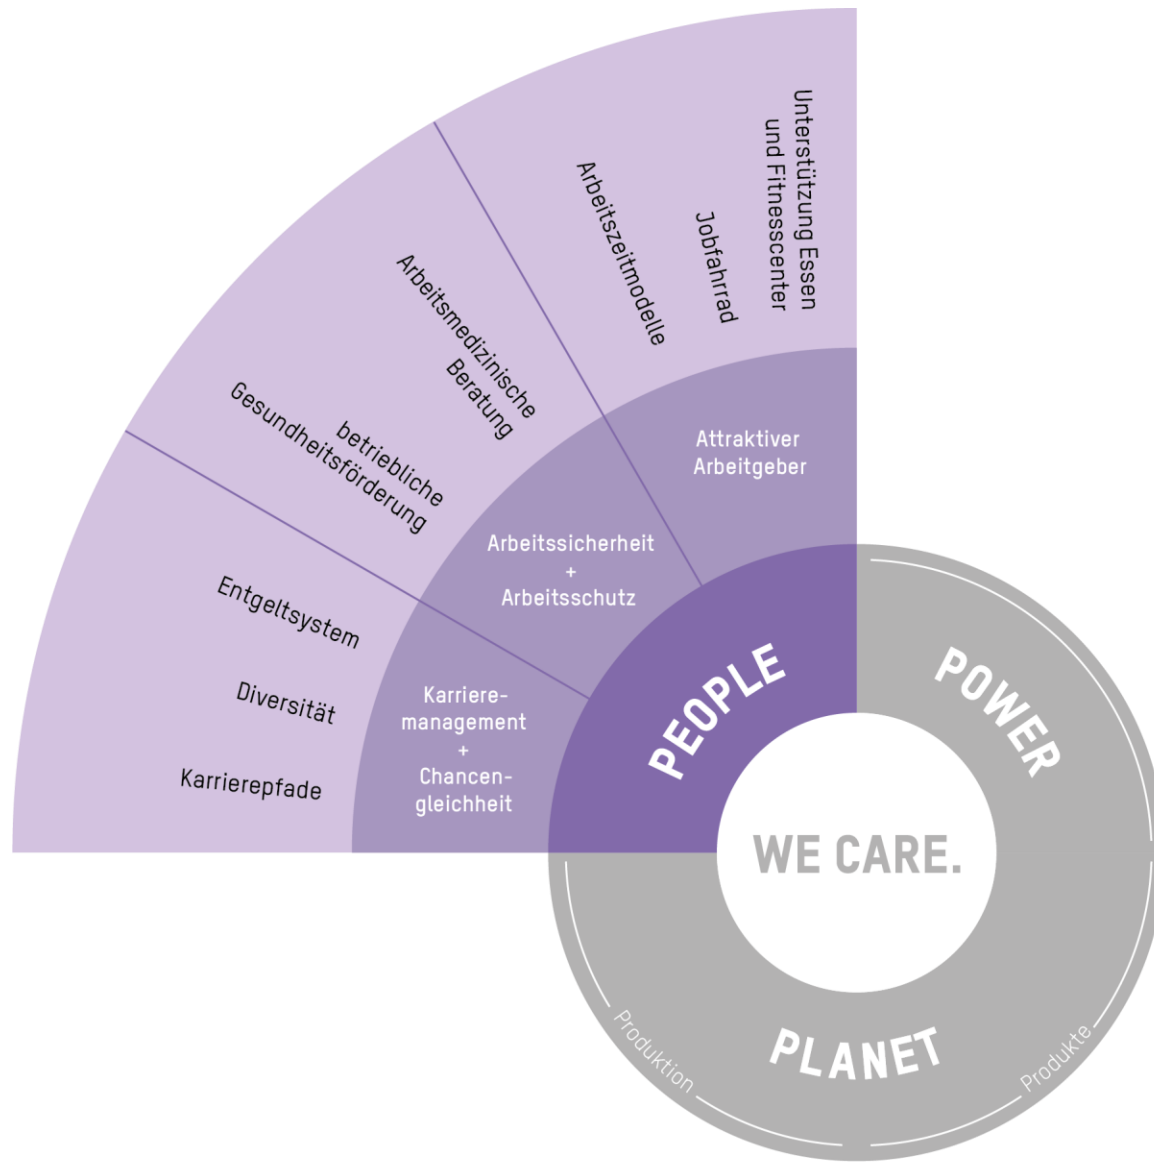 Unterstützung Essen
und Fitnesscenter
Jobfahrrad
Arbeitszeitmodelle
Arbeitsmedizinische
Beratung
betriebliche
Gesundheitsförderung
Entgeltsystem
Diversität
Karrierepfade
Attraktiver
Arbeitgeber
Arbeitssicherheit
+
Arbeitsschutz
Karriere-
management
+
Chancen-
gleichheit
PEOPLE
POWER
WE CARE.
PLANET
Produktion
Produkte